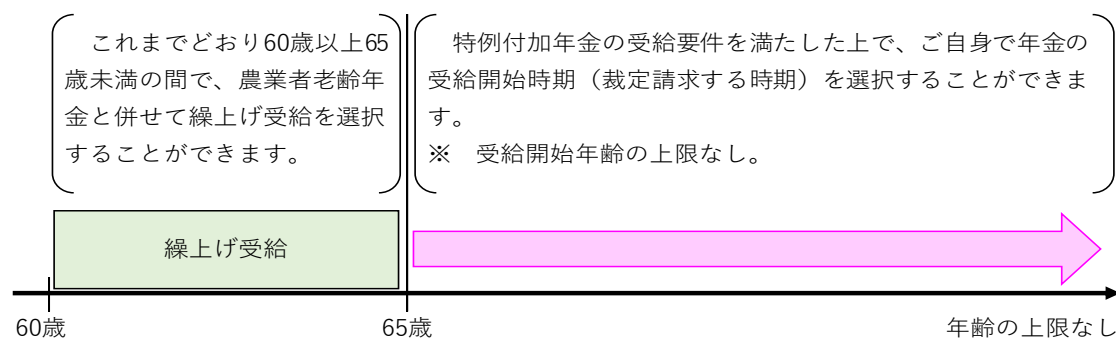 これまでどおり60歳以上65
歳未満の間で、農業者老齢年
金と併せて繰上げ受給を選択
することができます。
特例付加年金の受給要件を満たした上で、ご自身で年金の
受給開始時期（裁定請求する時期）を選択することができま
す。
※　受給開始年齢の上限なし。
繰上げ受給
60歳
65歳
年齢の上限なし